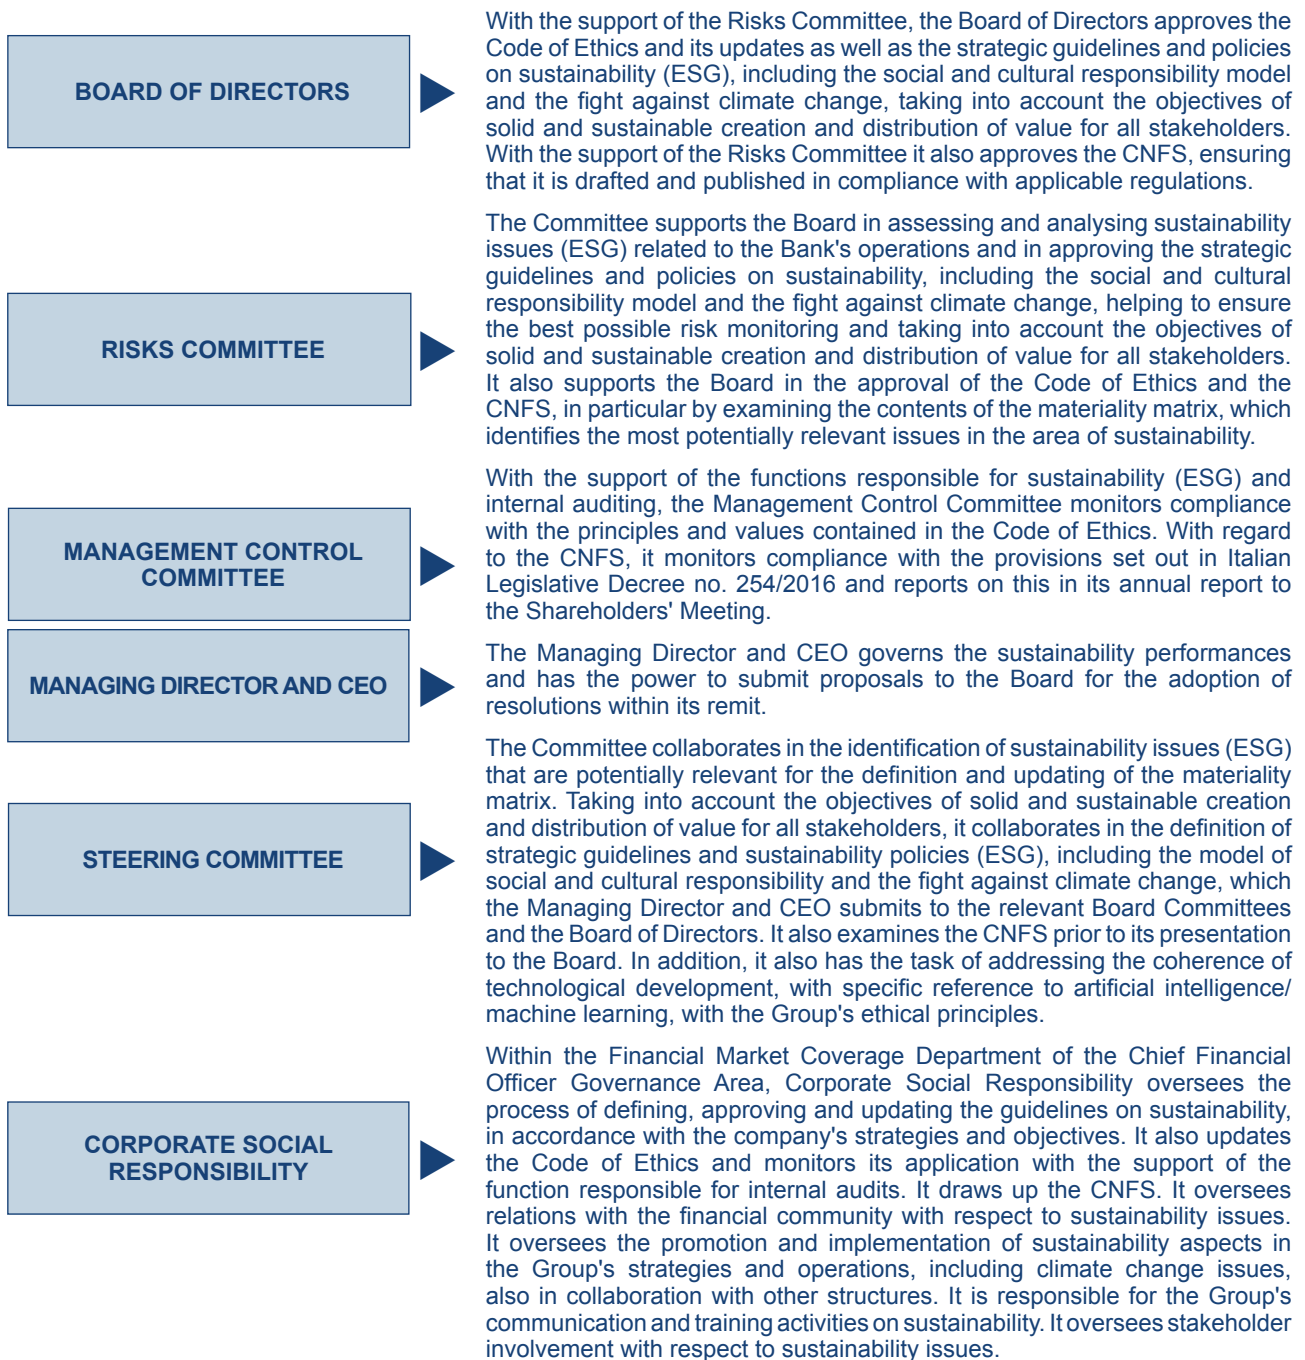 BOARD OF DIRECTORS
With the support of the Risks Committee, the Board of Directors approves the
Code of Ethics and its updates as well as the strategic guidelines and policies
on sustainability (ESG), including the social and cultural responsibility model
and the fight against climate change, taking into account the objectives of
solid and sustainable creation and distribution of value for all stakeholders.
With the support of the Risks Committee it also approves the CNFS, ensuring
that it is drafted and published in compliance with applicable regulations.
RISKS COMMITTEE
The Committee supports the Board in assessing and analysing sustainability
issues (ESG) related to the Bank's operations and in approving the strategic
guidelines and policies on sustainability, including the social and cultural
responsibility model and the fight against climate change, helping to ensure
the best possible risk monitoring and taking into account the objectives of
solid and sustainable creation and distribution of value for all stakeholders.
It also supports the Board in the approval of the Code of Ethics and the
CNFS, in particular by examining the contents of the materiality matrix, which
identifies the most potentially relevant issues in the area of sustainability.
MANAGEMENT CONTROL
COMMITTEE
With the support of the functions responsible for sustainability (ESG) and
internal auditing, the Management Control Committee monitors compliance
with the principles and values contained in the Code of Ethics. With regard
to the CNFS, it monitors compliance with the provisions set out in Italian
Legislative Decree no. 254/2016 and reports on this in its annual report to
the Shareholders' Meeting.
MANAGING DIRECTOR AND CEO
The Managing Director and CEO governs the sustainability performances
and has the power to submit proposals to the Board for the adoption of
resolutions within its remit.
STEERING COMMITTEE
The Committee collaborates in the identification of sustainability issues (ESG)
that are potentially relevant for the definition and updating of the materiality
matrix. Taking into account the objectives of solid and sustainable creation
and distribution of value for all stakeholders, it collaborates in the definition of
strategic guidelines and sustainability policies (ESG), including the model of
social and cultural responsibility and the fight against climate change, which
the Managing Director and CEO submits to the relevant Board Committees
and the Board of Directors. It also examines the CNFS prior to its presentation
to the Board. In addition, it also has the task of addressing the coherence of
technological development, with specific reference to artificial intelligence/
machine learning, with the Group's ethical principles.
CORPORATE SOCIAL
RESPONSIBILITY
Within the Financial Market Coverage Department of the Chief Financial
Officer Governance Area, Corporate Social Responsibility oversees the
process of defining, approving and updating the guidelines on sustainability,
in accordance with the company's strategies and objectives. It also updates
the Code of Ethics and monitors its application with the support of the
function responsible for internal audits. It draws up the CNFS. It oversees
relations with the financial community with respect to sustainability issues.
It oversees the promotion and implementation of sustainability aspects in
the Group's strategies and operations, including climate change issues,
also in collaboration with other structures. It is responsible for the Group's
communication and training activities on sustainability. It oversees stakeholder
involvement with respect to sustainability issues.